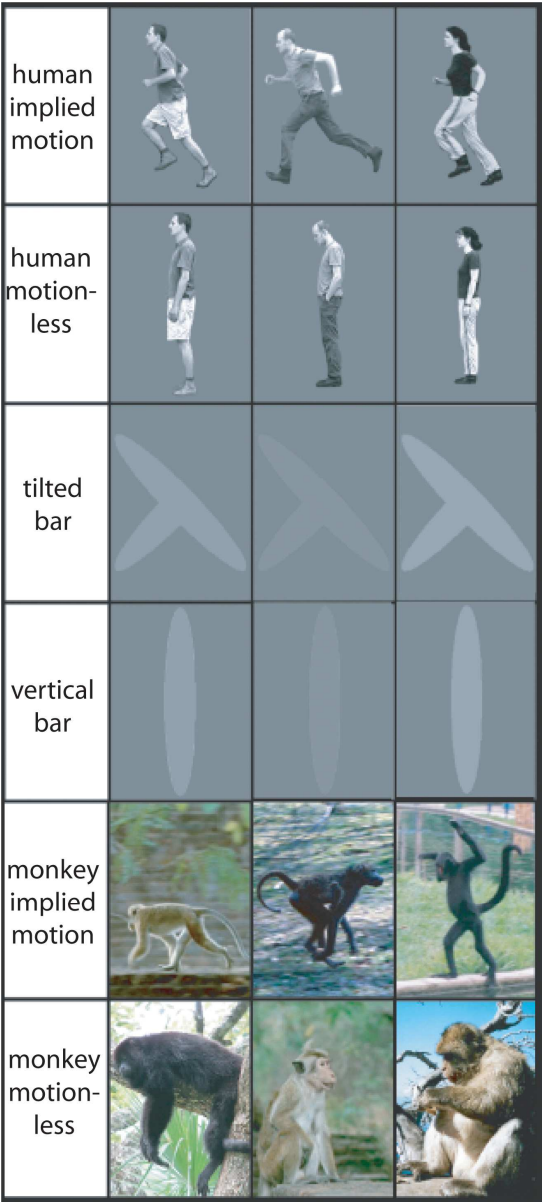 human
implied
motion
human
motion-
less
tilted
bar
vertical
bar
monkey
implied
motion
monkey
motion-
less